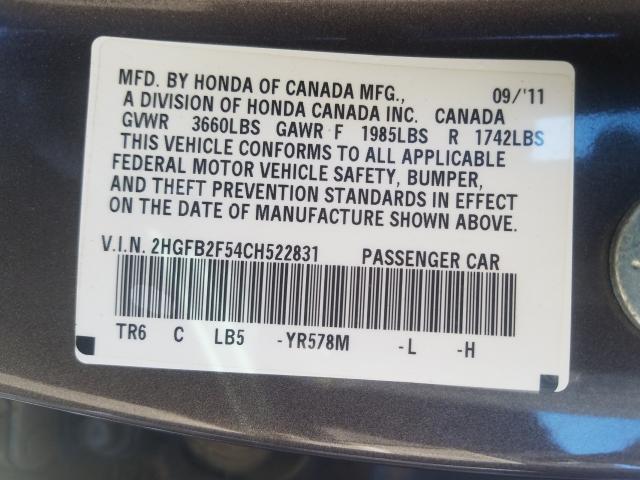 MFD. BY HONDA OF CANADA MFG., 09/'11
A DIVISION OF HONDA CANADA INC. CANADA
GVWR 3660LBS GAWR F 1985LBS R 1742LBS
THIS VEHICLE CONFORMS TO ALL APPLICABLE
FEDERAL MOTOR VEHICLE SAFETY, BUMPER,
AND THEFT PREVENTION STANDARDS IN EFFECT
ON THE DATE OF MANUFACTURE SHOWN ABOVE.
V.I.N. 2HGFB2F54CH522831 PASSENGER CAR
TR6 C LB5 -YR578M -L -H